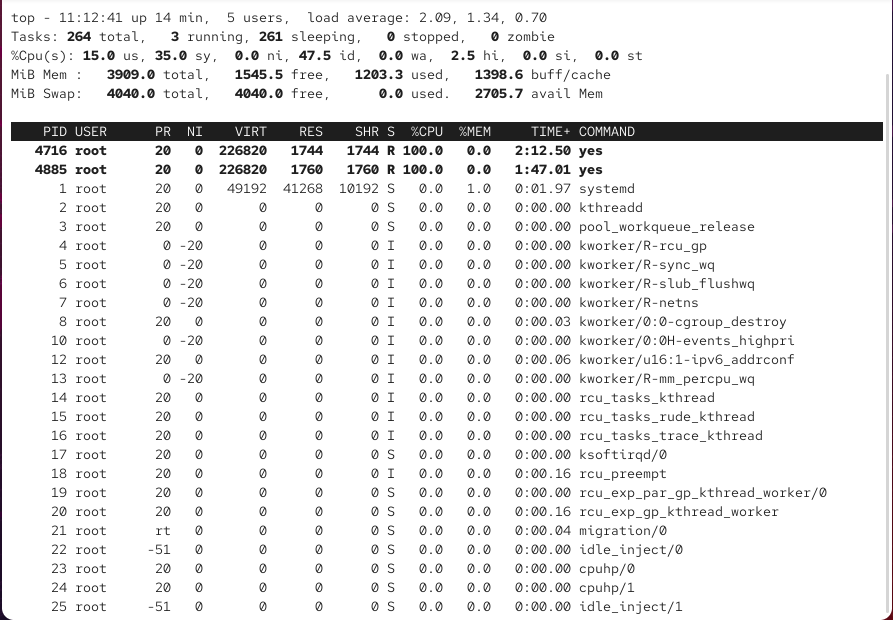 top - 11:12:41 up 14 min,  5 users,  load average: 2.09, 1.34, 0.70
Tasks: 264 total,   3 running, 261 sleeping,   0 stopped,   0 zombie
%Cpu(s): 15.0 us, 35.0 sy,  0.0 ni, 47.5 id,  0.0 wa,  2.5 hi,  0.0 si,  0.0 st
MiB Mem :   3909.0 total,   1545.5 free,   1203.3 used,   1398.6 buff/cache
MiB Swap:   4040.0 total,   4040.0 free,      0.0 used.   2705.7 avail Mem
PID USER      PR  NI    VIRT    RES    SHR S  %CPU  %MEM     TIME+ COMMAND
4716 root      20   0  226820   1744   1744 R 100.0   0.0   2:12.50 yes
4885 root      20   0  226820   1760   1760 R 100.0   0.0   1:47.01 yes
1 root      20   0   49192  41268  10192 S   0.0   1.0   0:01.97 systemd
2 root      20   0       0      0      0 S   0.0   0.0   0:00.00 kthreadd
3 root      20   0       0      0      0 S   0.0   0.0   0:00.00 pool_workqueue_release
4 root       0 -20       0      0      0 I   0.0   0.0   0:00.00 kworker/R-rcu_gp
5 root       0 -20       0      0      0 I   0.0   0.0   0:00.00 kworker/R-sync_wq
6 root       0 -20       0      0      0 I   0.0   0.0   0:00.00 kworker/R-slub_flushwq
7 root       0 -20       0      0      0 I   0.0   0.0   0:00.00 kworker/R-netns
8 root      20   0       0      0      0 I   0.0   0.0   0:00.03 kworker/0:0-cgroup_destroy
10 root       0 -20       0      0      0 I   0.0   0.0   0:00.00 kworker/0:0H-events_highpri
12 root      20   0       0      0      0 I   0.0   0.0   0:00.06 kworker/u16:1-ipv6_addrconf
13 root       0 -20       0      0      0 I   0.0   0.0   0:00.00 kworker/R-mm_percpu_wq
14 root      20   0       0      0      0 I   0.0   0.0   0:00.00 rcu_tasks_kthread
15 root      20   0       0      0      0 I   0.0   0.0   0:00.00 rcu_tasks_rude_kthread
16 root      20   0       0      0      0 I   0.0   0.0   0:00.00 rcu_tasks_trace_kthread
17 root      20   0       0      0      0 S   0.0   0.0   0:00.00 ksoftirqd/0
18 root      20   0       0      0      0 I   0.0   0.0   0:00.16 rcu_preempt
19 root      20   0       0      0      0 S   0.0   0.0   0:00.00 rcu_exp_par_gp_kthread_worker/0
20 root      20   0       0      0      0 S   0.0   0.0   0:00.16 rcu_exp_gp_kthread_worker
21 root      rt   0       0      0      0 S   0.0   0.0   0:00.04 migration/0
22 root     -51   0       0      0      0 S   0.0   0.0   0:00.00 idle_inject/0
23 root      20   0       0      0      0 S   0.0   0.0   0:00.00 cpuhp/0
24 root      20   0       0      0      0 S   0.0   0.0   0:00.00 cpuhp/1
25 root     -51   0       0      0      0 S   0.0   0.0   0:00.00 idle_inject/1